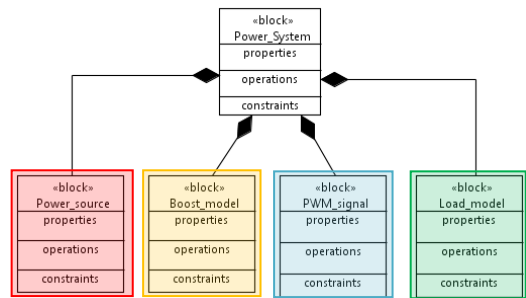 «block»
Power_System
properties
operations
constraints
«block»
Power_source
properties
operations
constraints
«block»
Boost_model
properties
operations
constraints
«block»
PWM_signal
properties
operations
constraints
«block»
Load_model
properties
operations
constraints